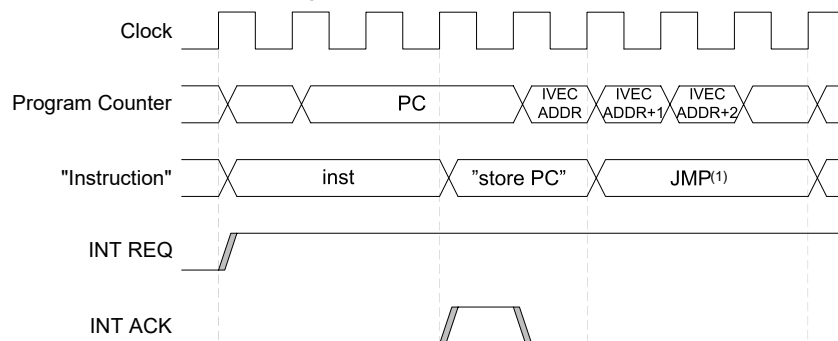 Clock
Program Counter
PC
IVEC
ADDR
IVEC
ADDR+1
IVEC
ADDR+2
"Instruction"
inst
"store PC"
JMP(1)
INT REQ
INT ACK